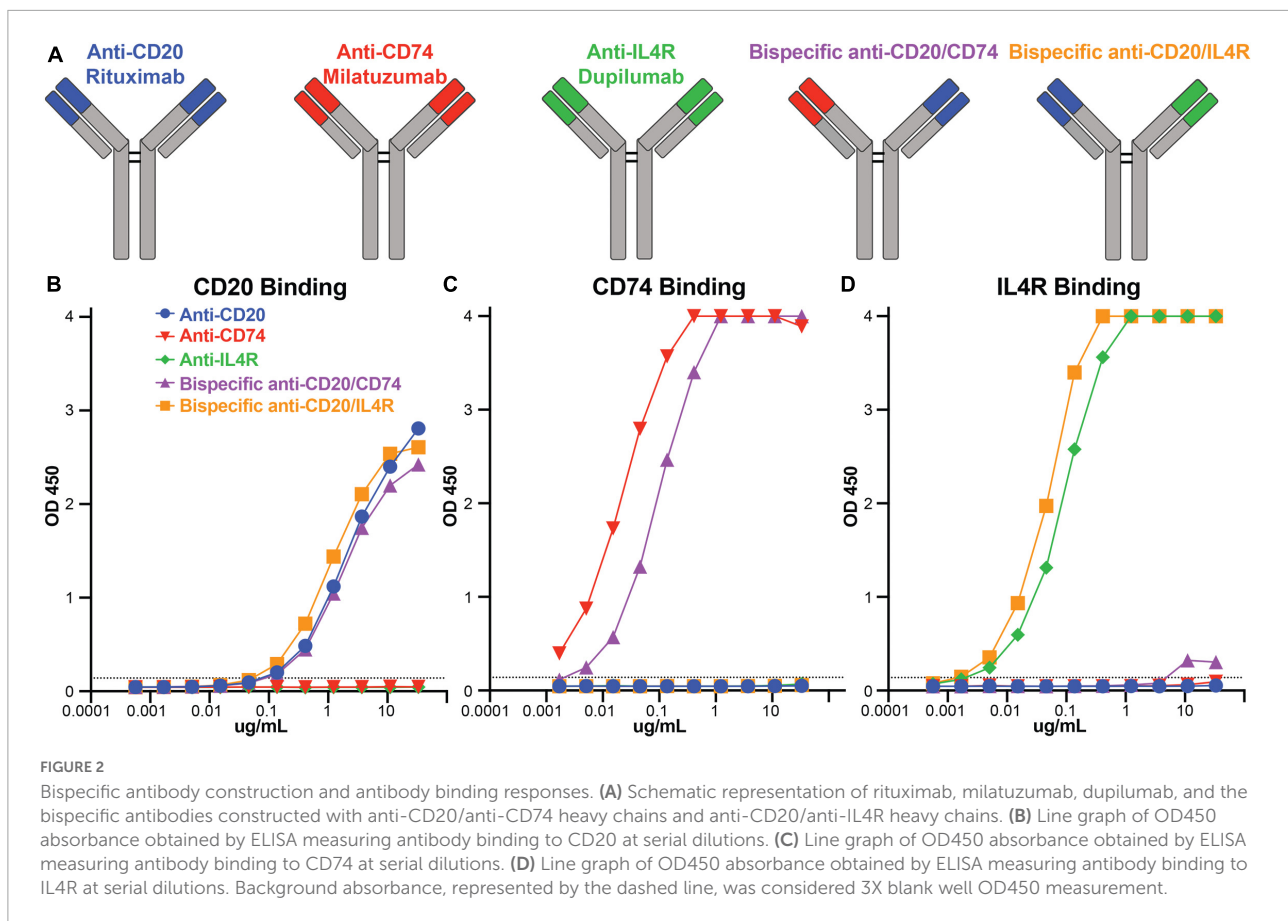 A
Anti-CD20
Rituximab
Anti-CD74
Milatuzumab
Anti-IL4R
Dupilumab
Bispecific anti-CD20/CD74
Bispecific anti-CD20/IL4R
B
CD20 Binding
Anti-CD20
Anti-CD74
Anti-IL4R
Bispecific anti-CD20/CD74
Bispecific anti-CD20/IL4R
OD 450
4
3
2
1
0
0.0001
0.001
0.01
0.1
1
10
ug/mL
C
CD74 Binding
OD 450
4
3
2
1
0
0.0001
0.001
0.01
0.1
1
10
ug/mL
D
IL4R Binding
OD 450
4
3
2
1
0
0.0001
0.001
0.01
0.1
1
10
ug/mL
FIGURE 2
Bispecific antibody construction and antibody binding responses. (A) Schematic representation of rituximab, milatuzumab, dupilumab, and the
bispecific antibodies constructed with anti-CD20/anti-CD74 heavy chains and anti-CD20/anti-IL4R heavy chains. (B) Line graph of OD450
absorbance obtained by ELISA measuring antibody binding to CD20 at serial dilutions. (C) Line graph of OD450 absorbance obtained by ELISA
measuring antibody binding to CD74 at serial dilutions. (D) Line graph of OD450 absorbance obtained by ELISA measuring antibody binding to
IL4R at serial dilutions. Background absorbance, represented by the dashed line, was considered 3X blank well OD450 measurement.